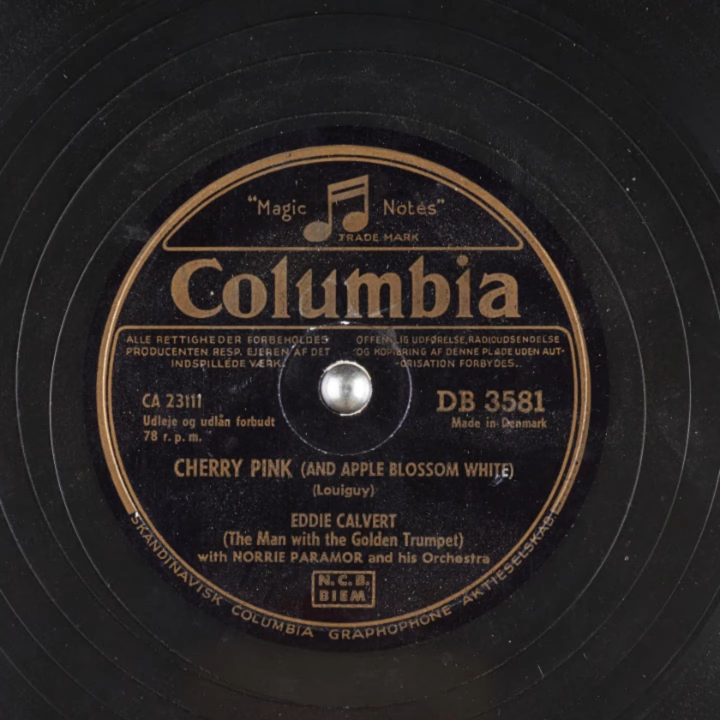 "Magic Notes"
TRADE MARK
Columbia
ALLE RETTIGHEDER FORBEHOLDES
PRODUCENTEN RESP. EJEREN AF DET
INDSPILLEDE VÆRK.
OFFENTLIG UDFØRELSE, RADIOUDSENDELSE
OG KOPIERING AF DENNE PLADE UDEN AUT-
ORISATION FORBYDES.
CA 23111
Udleje og udlån forbudt
78 r. p. m.
DB 3581
Made in Denmark
CHERRY PINK (AND APPLE BLOSSOM WHITE)
(Louiguy)
EDDIE CALVERT
(The Man with the Golden Trumpet)
with NORRIE PARAMOR and his Orchestra
N.C.B.
BIEM
SKANDINAVISK COLUMBIA GRAPHOPHONE AKTIESELSKAB